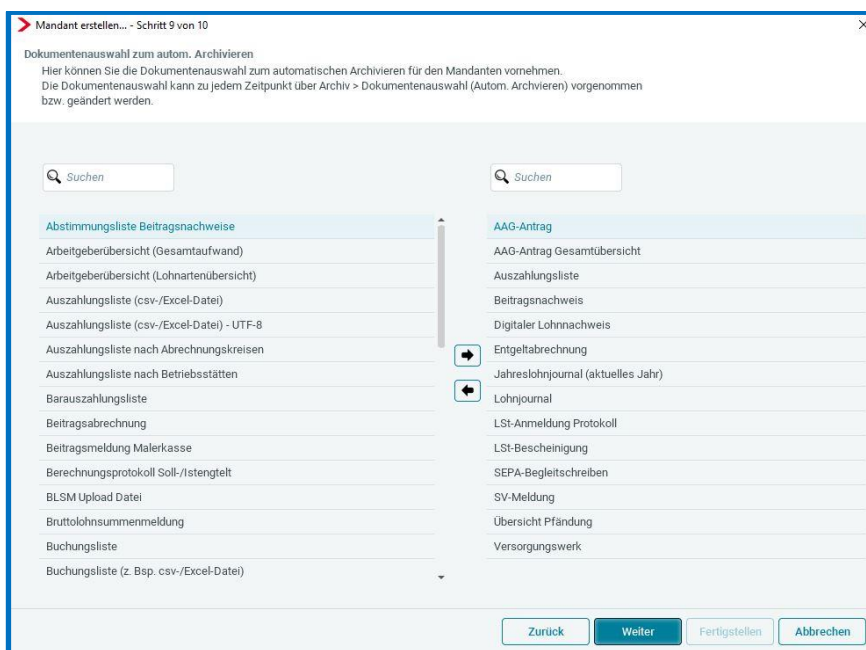 Mandant erstellen... - Schritt 9 von 10
Dokumentenauswahl zum autom. Archivieren
Hier können Sie die Dokumentenauswahl zum automatischen Archivieren für den Mandanten vornehmen.
Die Dokumentenauswahl kann zu jedem Zeitpunkt über Archiv > Dokumentenauswahl (Autom. Archvieren) vorgenommen
bzw. geändert werden.
Suchen
Abstimmungsliste Beitragsnachweise
Arbeitgeberübersicht (Gesamtaufwand)
Arbeitgeberübersicht (Lohnartenübersicht)
Auszahlungsliste (csv-/Excel-Datei)
Auszahlungsliste (csv-/Excel-Datei) - UTF-8
Auszahlungsliste nach Abrechnungskreisen
Auszahlungsliste nach Betriebsstätten
Barauszahlungsliste
Beitragsabrechnung
Beitragsmeldung Malerkasse
Berechnungsprotokoll Soll-/Istengtelt
BLSM Upload Datei
Bruttolohnsummenmeldung
Buchungsliste
Buchungsliste (z. Bsp. csv-/Excel-Datei)
Suchen
AAG-Antrag
AAG-Antrag Gesamtübersicht
Auszahlungsliste
Beitragsnachweis
Digitaler Lohnnachweis
Entgeltabrechnung
Jahreslohnjournal (aktuelles Jahr)
Lohnjournal
LSt-Anmeldung Protokoll
LSt-Bescheinigung
SEPA-Begleitschreiben
SV-Meldung
Übersicht Pfändung
Versorgungswerk
Zurück
Weiter
Fertigstellen
Abbrechen